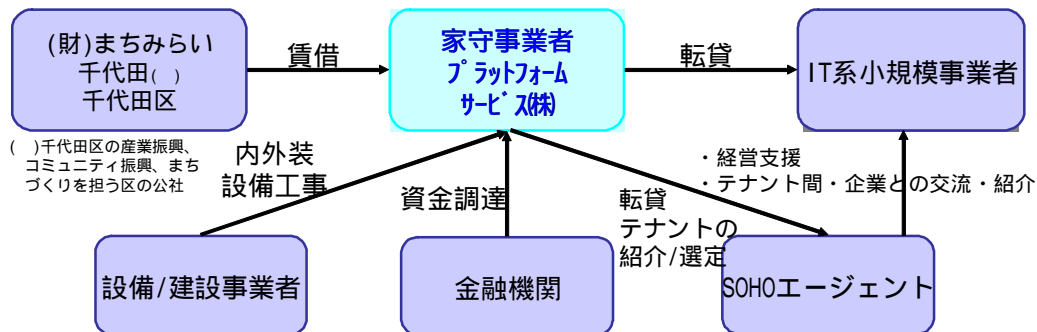 (財)まちみらい
千代田( )
千代田区
賃借
家守事業者
プラットフォーム
サービス㈱
転貸
IT系小規模事業者
( )千代田区の産業振興、
コミュニティ振興、まち
づくりを担う区の公社
内外装
設備工事
資金調達
転貸
テナントの
紹介/選定
・経営支援
・テナント間・企業との交流・紹介
設備/建設事業者
金融機関
SOHOエージェント